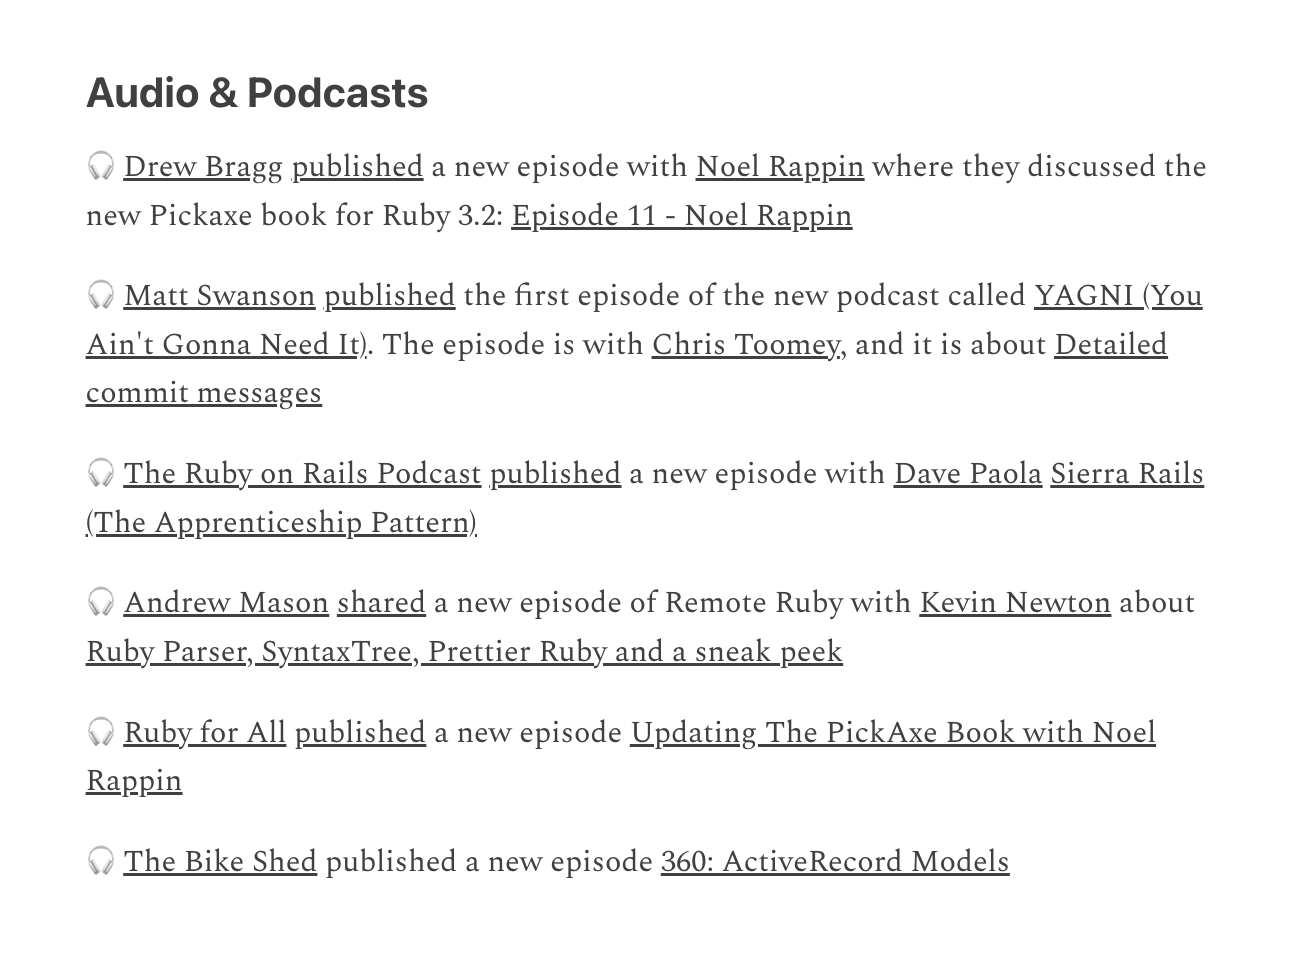 Audio & Podcasts
🎧 Drew Bragg published a new episode with Noel Rappin where they discussed the
new Pickaxe book for Ruby 3.2: Episode 11 - Noel Rappin
🎧 Matt Swanson published the first episode of the new podcast called YAGNI (You
Ain't Gonna Need It). The episode is with Chris Toomey, and it is about Detailed
commit messages
🎧 The Ruby on Rails Podcast published a new episode with Dave Paola Sierra Rails
(The Apprenticeship Pattern)
🎧 Andrew Mason shared a new episode of Remote Ruby with Kevin Newton about
Ruby Parser, SyntaxTree, Prettier Ruby and a sneak peek
🎧 Ruby for All published a new episode Updating The PickAxe Book with Noel
Rappin
🎧 The Bike Shed published a new episode 360: ActiveRecord Models